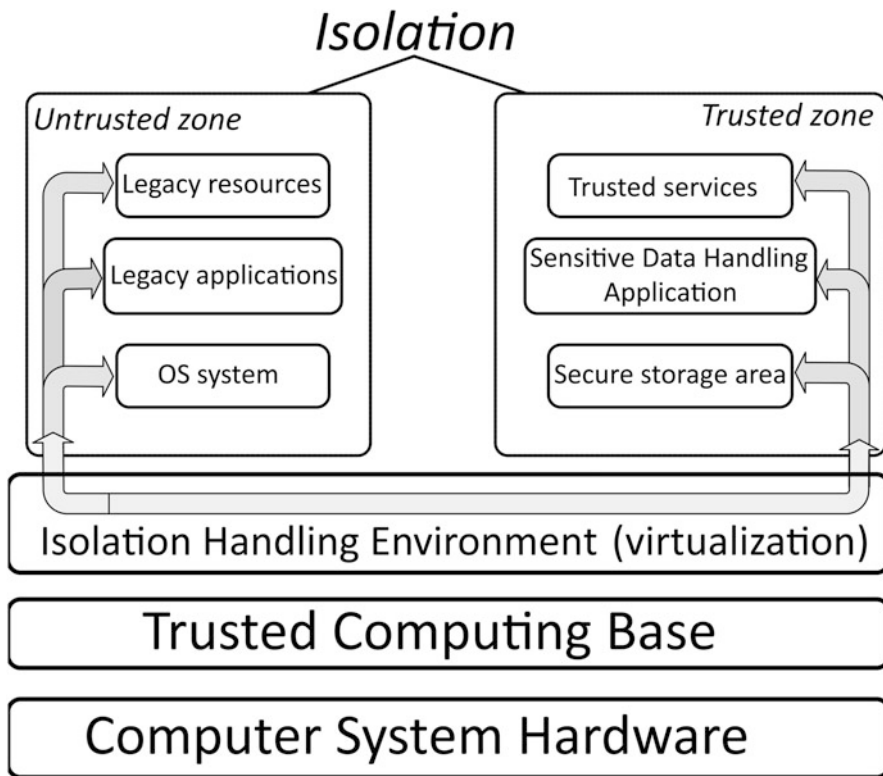 Isolation
Untrusted zone
Legacy resources
Legacy applications
OS system
Trusted zone
Trusted services
Sensitive Data Handling
Application
Secure storage area
Isolation Handling Environment (virtualization)
Trusted Computing Base
Computer System Hardware